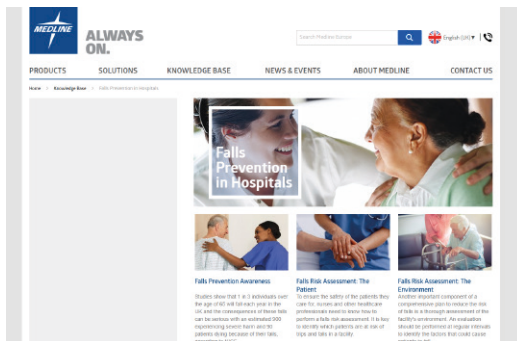 MEDLINE
ALWAYS
ON.
Search Medline Europe
English (UK)
PRODUCTS SOLUTIONS KNOWLEDGE BASE NEWS & EVENTS ABOUT MEDLINE CONTACT US
Home > Knowledge Base > Falls Prevention in Hospitals
Falls
Prevention
in Hospitals
Falls Prevention Awareness
Studies show that 1 in 3 individuals over
the age of 65 will fall each year in the
UK and the consequences of those falls
can be serious with an estimated 900
experiencing severe harm and 90
patients dying because of their falls,
Falls Risk Assessment: The
Patient
To ensure the safety of the patients they
care for, nurses and other healthcare
professionals need to know how to
perform a falls risk assessment. It is key
to identify which patients are at risk of
trips and falls in a facility.
Falls Risk Assessment: The
Environment
Another important component of a
comprehensive plan to reduce the risk
of falls is a thorough assessment of the
facility's environment. An evaluation
should be performed at regular intervals
to identify the factors that could cause